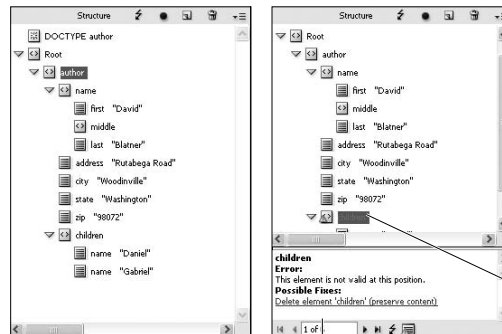 Structure
DOCTYPE author
Root
author
name
first "David"
middle
last "Blatner"
address "Rutabega Road"
city "Woodinville"
state "Washington"
zip "98072"
children
name "Daniel"
name "Gabriel"
Structure
Root
author
name
first "David"
middle
last "Blatner"
address "Rutabega Road"
city "Woodinville"
state "Washington"
zip "98072"
children
children
Error:
This element is not valid at this position.
Possible Fixes:
Delete element 'children' (preserve content)
1 of